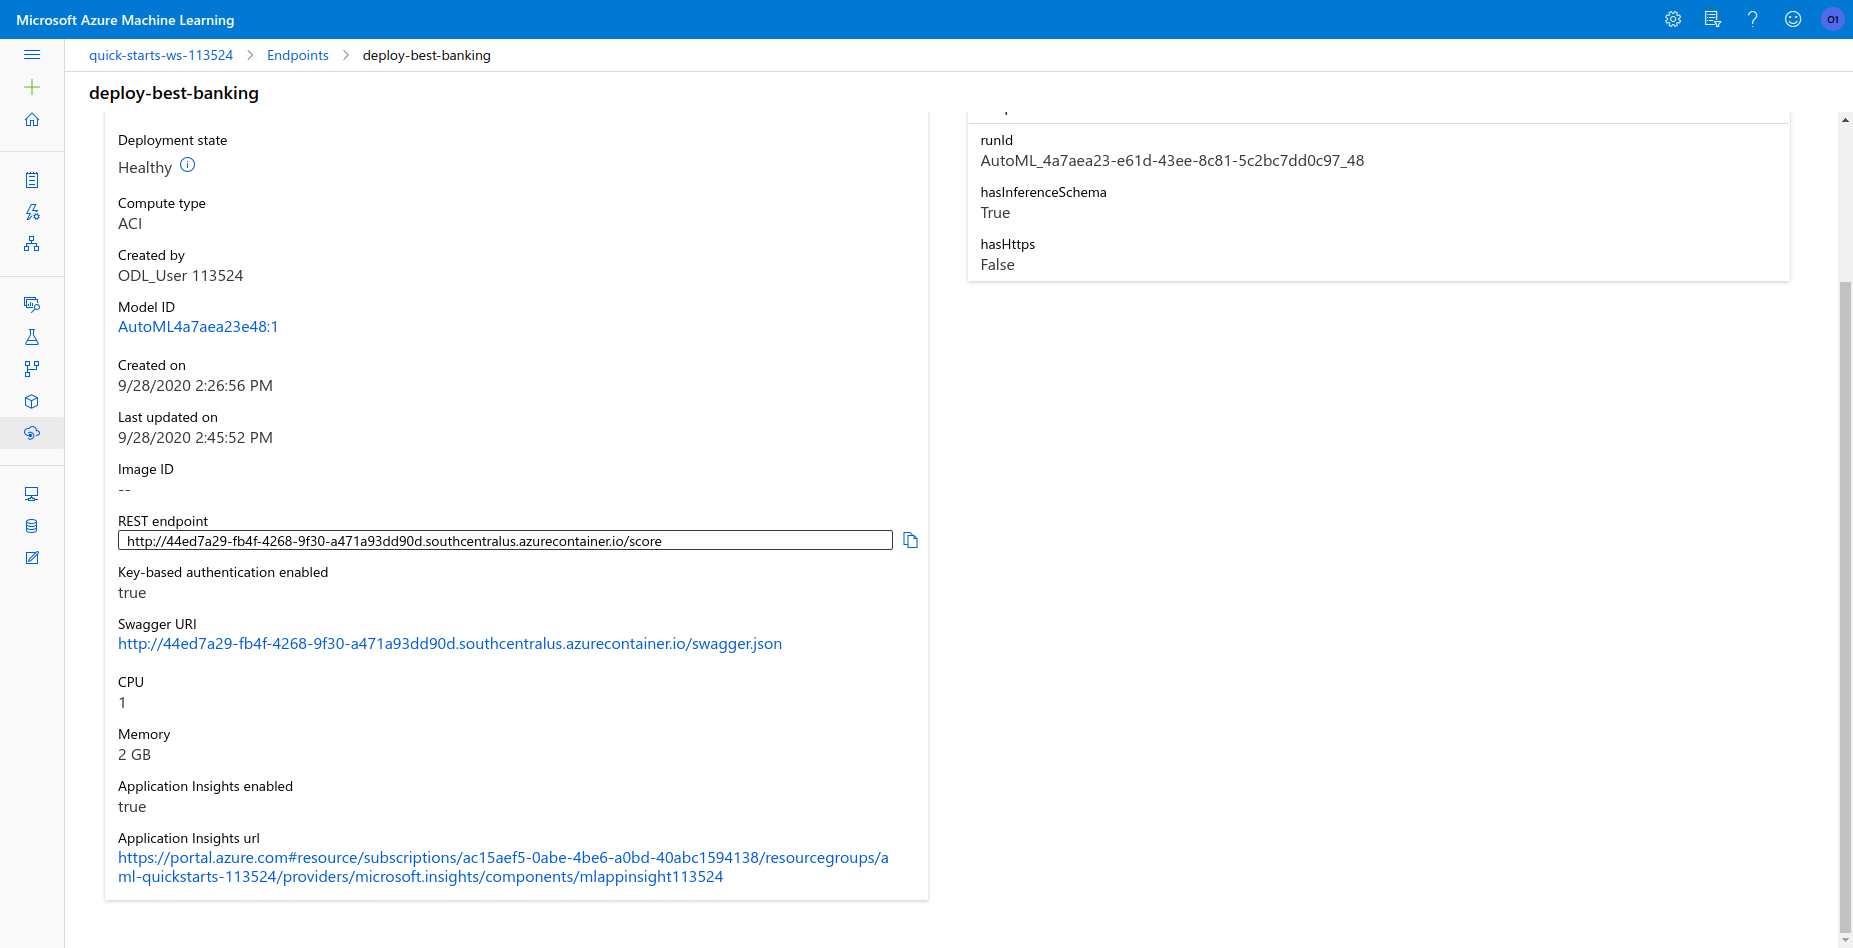 Microsoft Azure Machine Learning
O1
quick-starts-ws-113524 > Endpoints > deploy-best-banking
deploy-best-banking
Deployment state
Healthy
Compute type
ACI
Created by
ODL_User 113524
Model ID
AutoML4a7aea23e48:1
Created on
9/28/2020 2:26:56 PM
Last updated on
9/28/2020 2:45:52 PM
Image ID
--
REST endpoint
http://44ed7a29-fb4f-4268-9f30-a471a93dd90d.southcentralus.azurecontainer.io/score
Key-based authentication enabled
true
Swagger URI
http://44ed7a29-fb4f-4268-9f30-a471a93dd90d.southcentralus.azurecontainer.io/swagger.json
CPU
1
Memory
2 GB
Application Insights enabled
true
Application Insights url
https://portal.azure.com#resource/subscriptions/ac15aef5-0abe-4be6-a0bd-40abc1594138/resourcegroups/a
ml-quickstarts-113524/providers/microsoft.insights/components/mlappinsight113524
runId
AutoML_4a7aea23-e61d-43ee-8c81-5c2bc7dd0c97_48
hasInferenceSchema
True
hasHttps
False